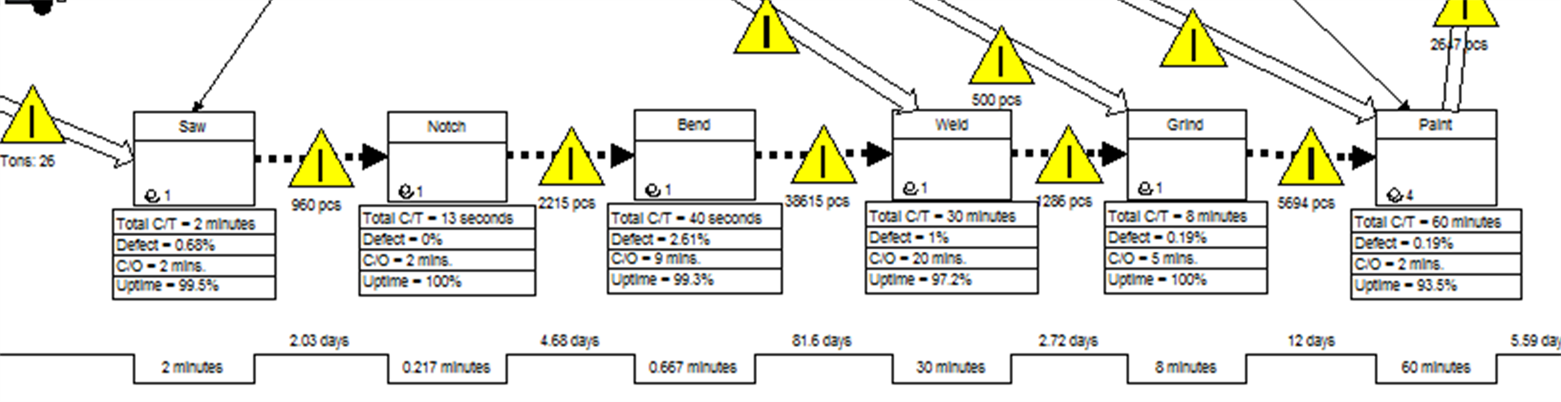 2647 pcs
500 pcs
Tons: 26
Saw
1
960 pcs
Notch
1
2215 pcs
Bend
1
38615 pcs
Weld
1
1286 pcs
Grind
1
5694 pcs
Paint
4
Total C/T = 2 minutes
Defect = 0.68%
C/O = 2 mins.
Uptime = 99.5%
Total C/T = 13 seconds
Defect = 0%
C/O = 2 mins.
Uptime = 100%
Total C/T = 40 seconds
Defect = 2.61%
C/O = 9 mins.
Uptime = 99.3%
Total C/T = 30 minutes
Defect = 1%
C/O = 20 mins.
Uptime = 97.2%
Total C/T = 8 minutes
Defect = 0.19%
C/O = 5 mins.
Uptime = 100%
Total C/T = 60 minutes
Defect = 0.19%
C/O = 2 mins.
Uptime = 93.5%
2.03 days
4.68 days
81.6 days
2.72 days
12 days
5.59 day
2 minutes
0.217 minutes
0.667 minutes
30 minutes
8 minutes
60 minutes